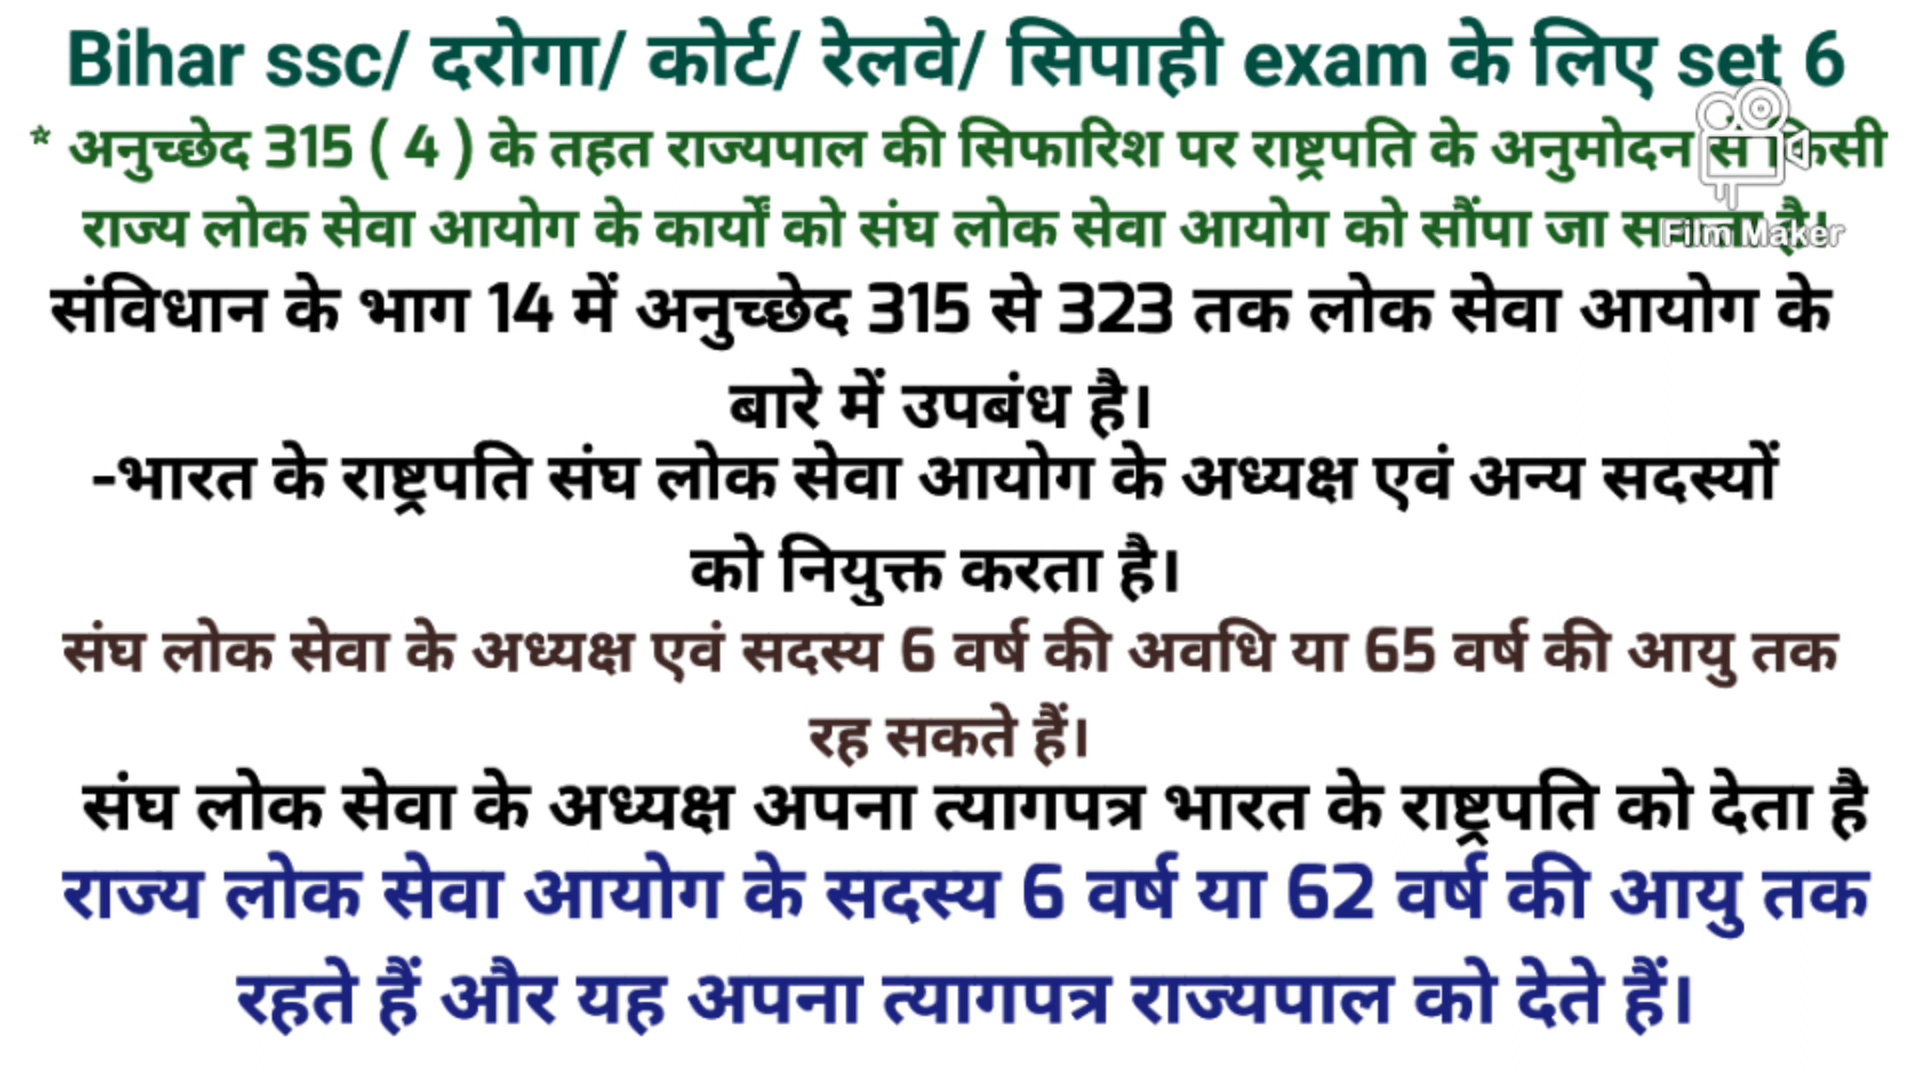 Bihar ssc/ दरोगा/ कोर्ट/ रेलवे/ सिपाही exam के लिए set 6
* अनुच्छेद 315 ( 4 ) के तहत राज्यपाल की सिफारिश पर राष्ट्रपति के अनुमोदन से किसी
राज्य लोक सेवा आयोग के कार्यों को संघ लोक सेवा आयोग को सौंपा जा सकता है।
Film Maker
संविधान के भाग 14 में अनुच्छेद 315 से 323 तक लोक सेवा आयोग के
बारे में उपबंध है।
-भारत के राष्ट्रपति संघ लोक सेवा आयोग के अध्यक्ष एवं अन्य सदस्यों
को नियुक्त करता है।
संघ लोक सेवा के अध्यक्ष एवं सदस्य 6 वर्ष की अवधि या 65 वर्ष की आयु तक
रह सकते हैं।
संघ लोक सेवा के अध्यक्ष अपना त्यागपत्र भारत के राष्ट्रपति को देता है
राज्य लोक सेवा आयोग के सदस्य 6 वर्ष या 62 वर्ष की आयु तक
रहते हैं और यह अपना त्यागपत्र राज्यपाल को देते हैं।